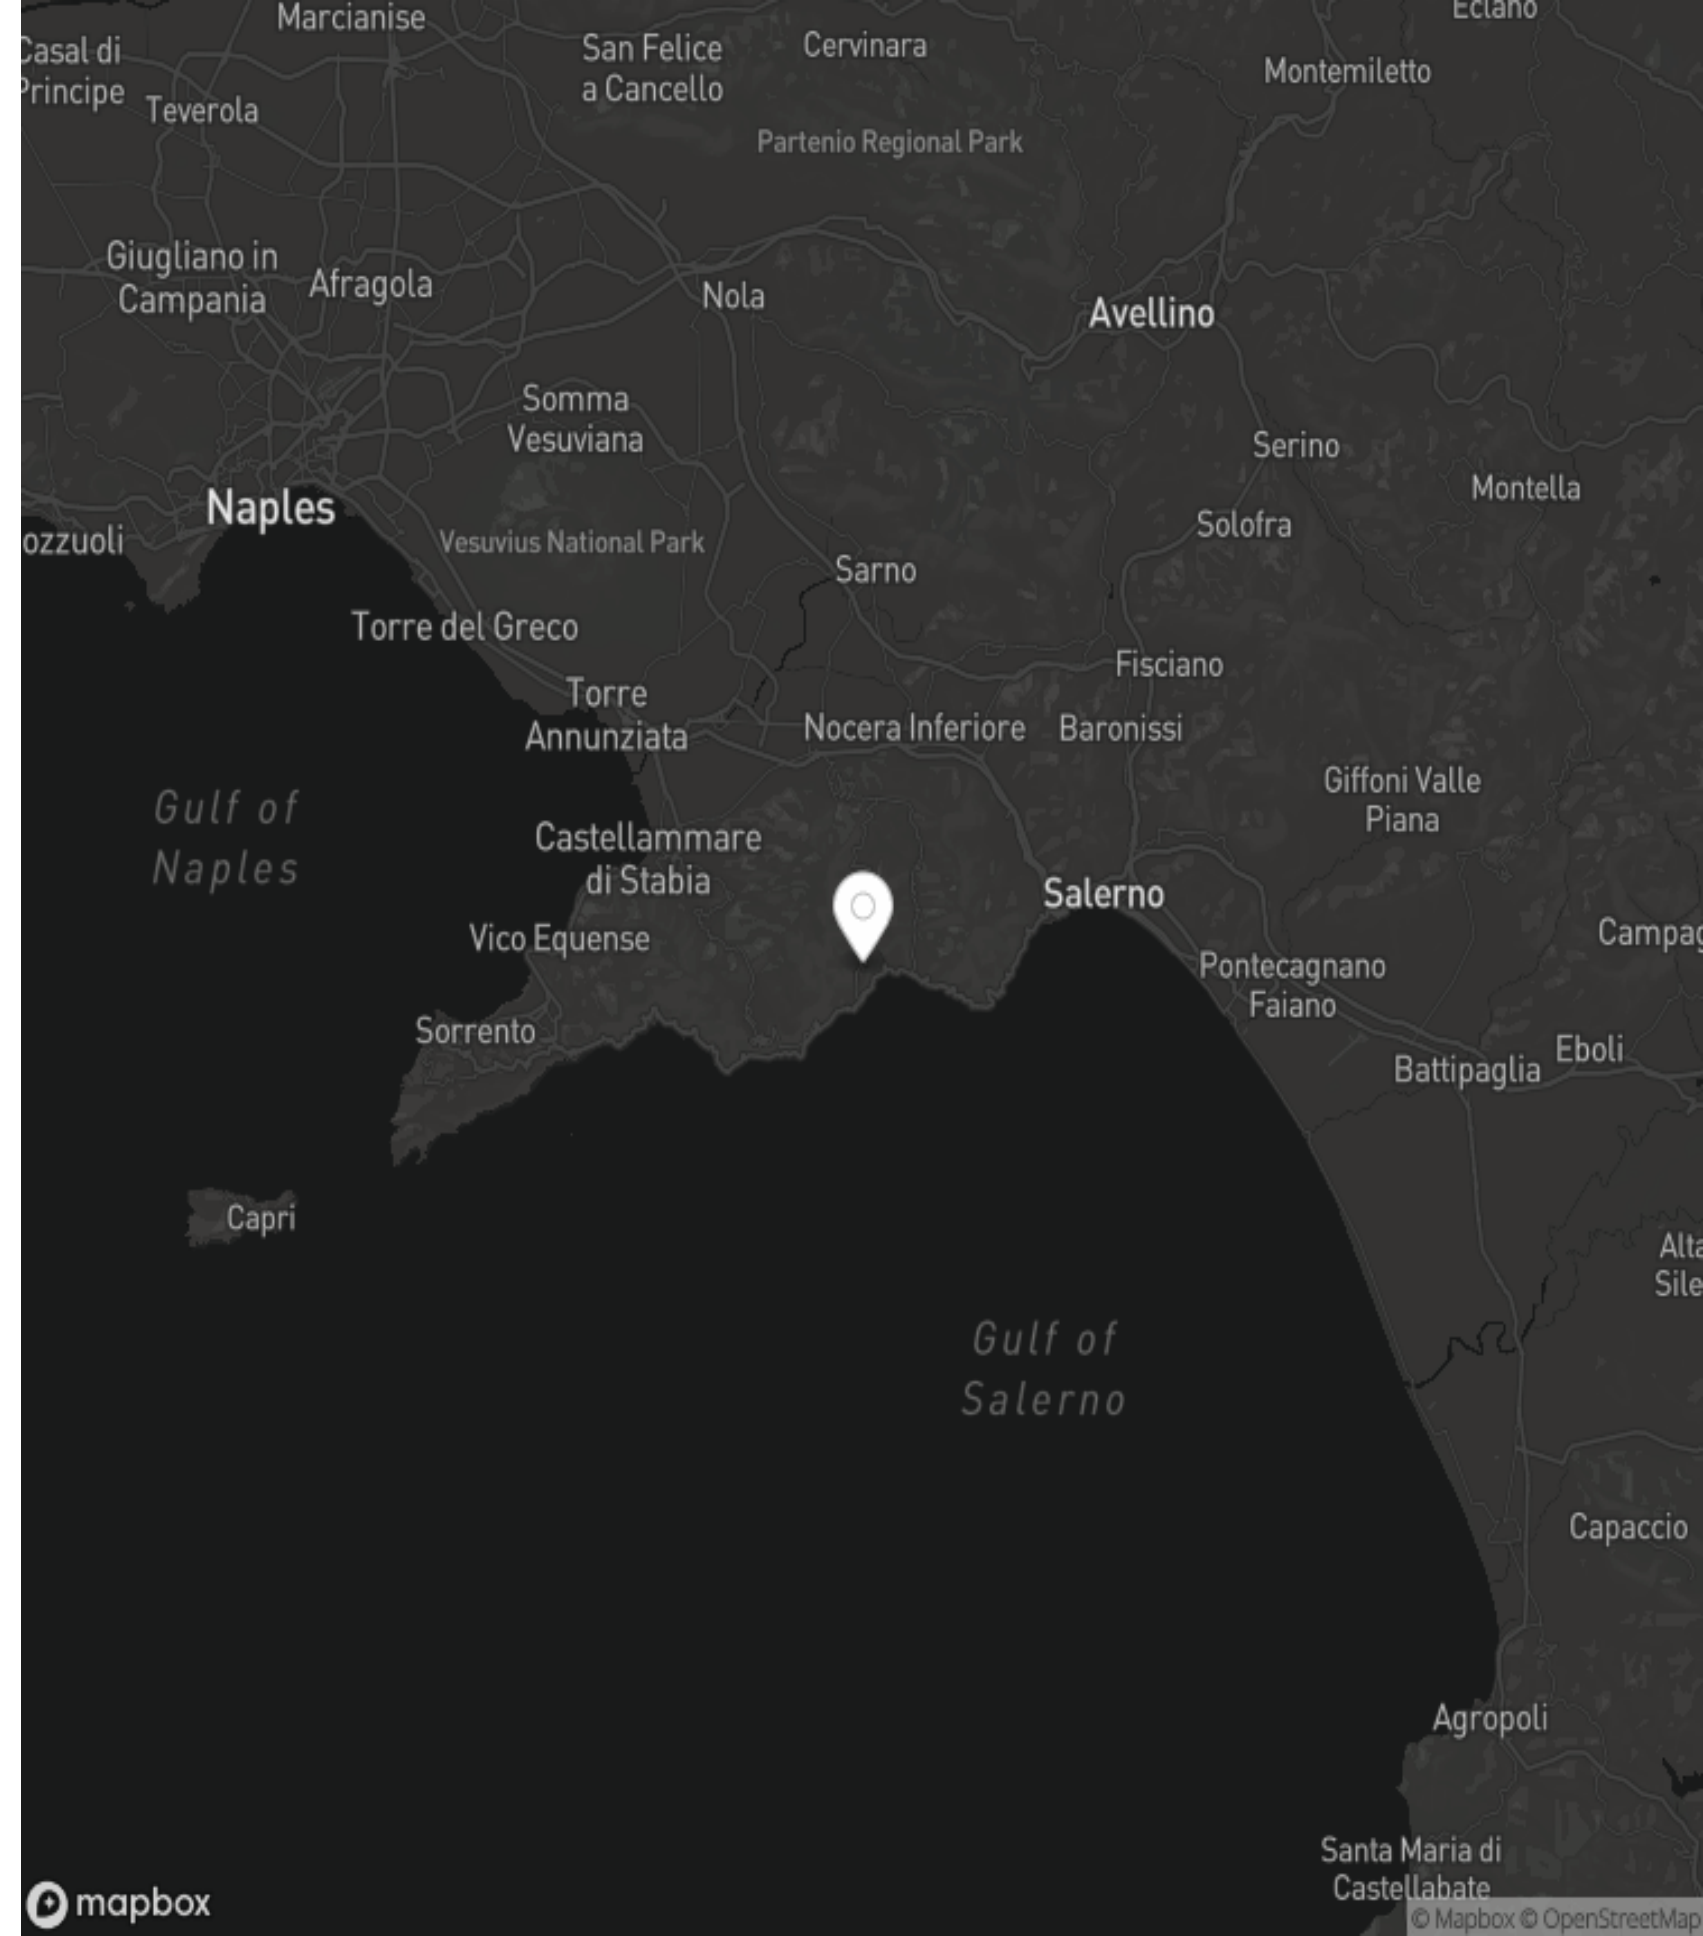 Marcianise
Eclano
Casal di
Principe
San Felice
a Cancello
Cervinara
Montemiletto
Teverola
Partenio Regional Park
Giugliano in
Campania
Afragola
Nola
Avellino
Somma
Vesuviana
Serino
Montella
Naples
Solofra
ozzuoli
Vesuvius National Park
Sarno
Torre del Greco
Fisciano
Torre
Annunziata
Nocera Inferiore
Baronissi
Giffoni Valle
Piana
Gulf of
Naples
Castellammare
di Stabia
Salerno
Vico Equense
Campag
Pontecagnano
Faiano
Sorrento
Eboli
Battipaglia
Capri
Alta
Sile
Gulf of
Salerno
Capaccio
Agropoli
Santa Maria di
Castellabate
mapbox
© Mapbox © OpenStreetMap